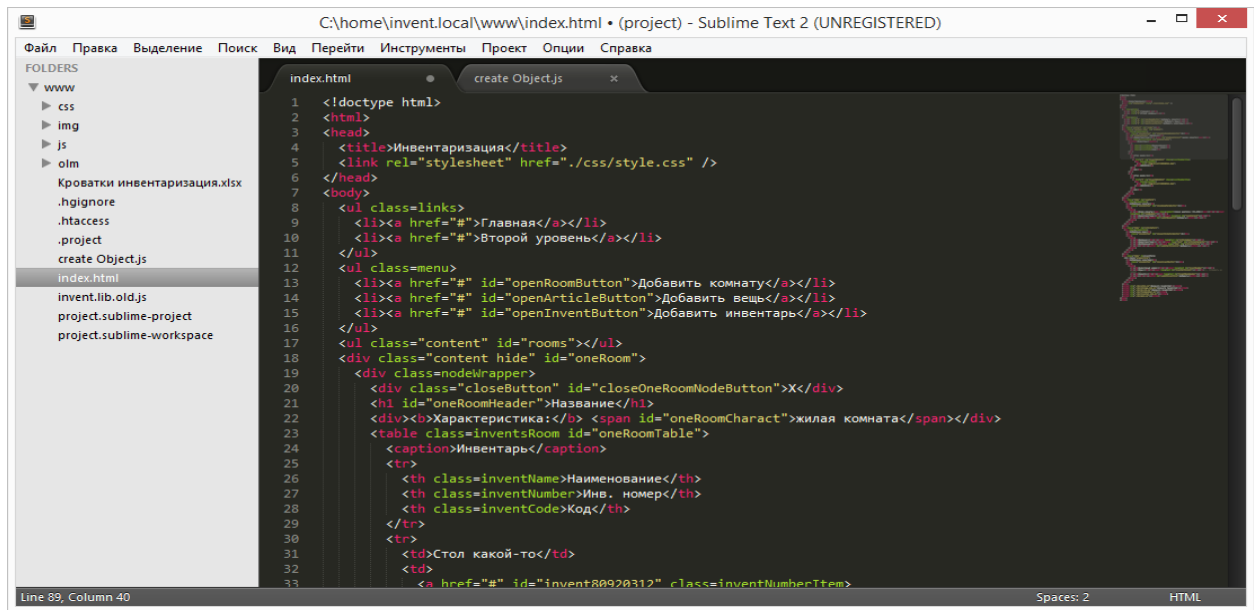 C:\home\invent.local\www\index.html • (project) - Sublime Text 2 (UNREGISTERED)
Файл Правка Выделение Поиск Вид Перейти Инструменты Проект Опции Справка
FOLDERS
www
css
img
js
olm
Кроватки инвентаризация.xlsx
.hgignore
.htaccess
.project
create Object.js
index.html
invent.lib.old.js
project.sublime-project
project.sublime-workspace
index.html
create Object.js
1 <!doctype html>
2 <html>
3 <head>
4   <title>Инвентаризация</title>
5   <link rel="stylesheet" href="./css/style.css" />
6 </head>
7 <body>
8   <ul class=links>
9     <li><a href="#">Главная</a></li>
10     <li><a href="#">Второй уровень</a></li>
11   </ul>
12   <ul class=menu>
13     <li><a href="#" id="openRoomButton">Добавить комнату</a></li>
14     <li><a href="#" id="openArticleButton">Добавить вещь</a></li>
15     <li><a href="#" id="openInventButton">Добавить инвентарь</a></li>
16   </ul>
17   <ul class="content" id="rooms"></ul>
18   <div class="content hide" id="oneRoom">
19     <div class=nodeWrapper>
20       <div class="closeButton" id="closeOneRoomNodeButton">X</div>
21       <h1 id="oneRoomHeader">Название</h1>
22       <div><b>Характеристика:</b> <span id="oneRoomCharact">жилая комната</span></div>
23       <table class=inventsRoom id="oneRoomTable">
24         <caption>Инвентарь</caption>
25         <tr>
26           <th class=inventName>Наименование</th>
27           <th class=inventNumber>Инв. номер</th>
28           <th class=inventCode>Код</th>
29         </tr>
30         <tr>
31           <td>Стол какой-то</td>
32           <td>
33             <a href="#" id="invent80920312" class=inventNumberItem>
Line 89, Column 40
Spaces: 2
HTML